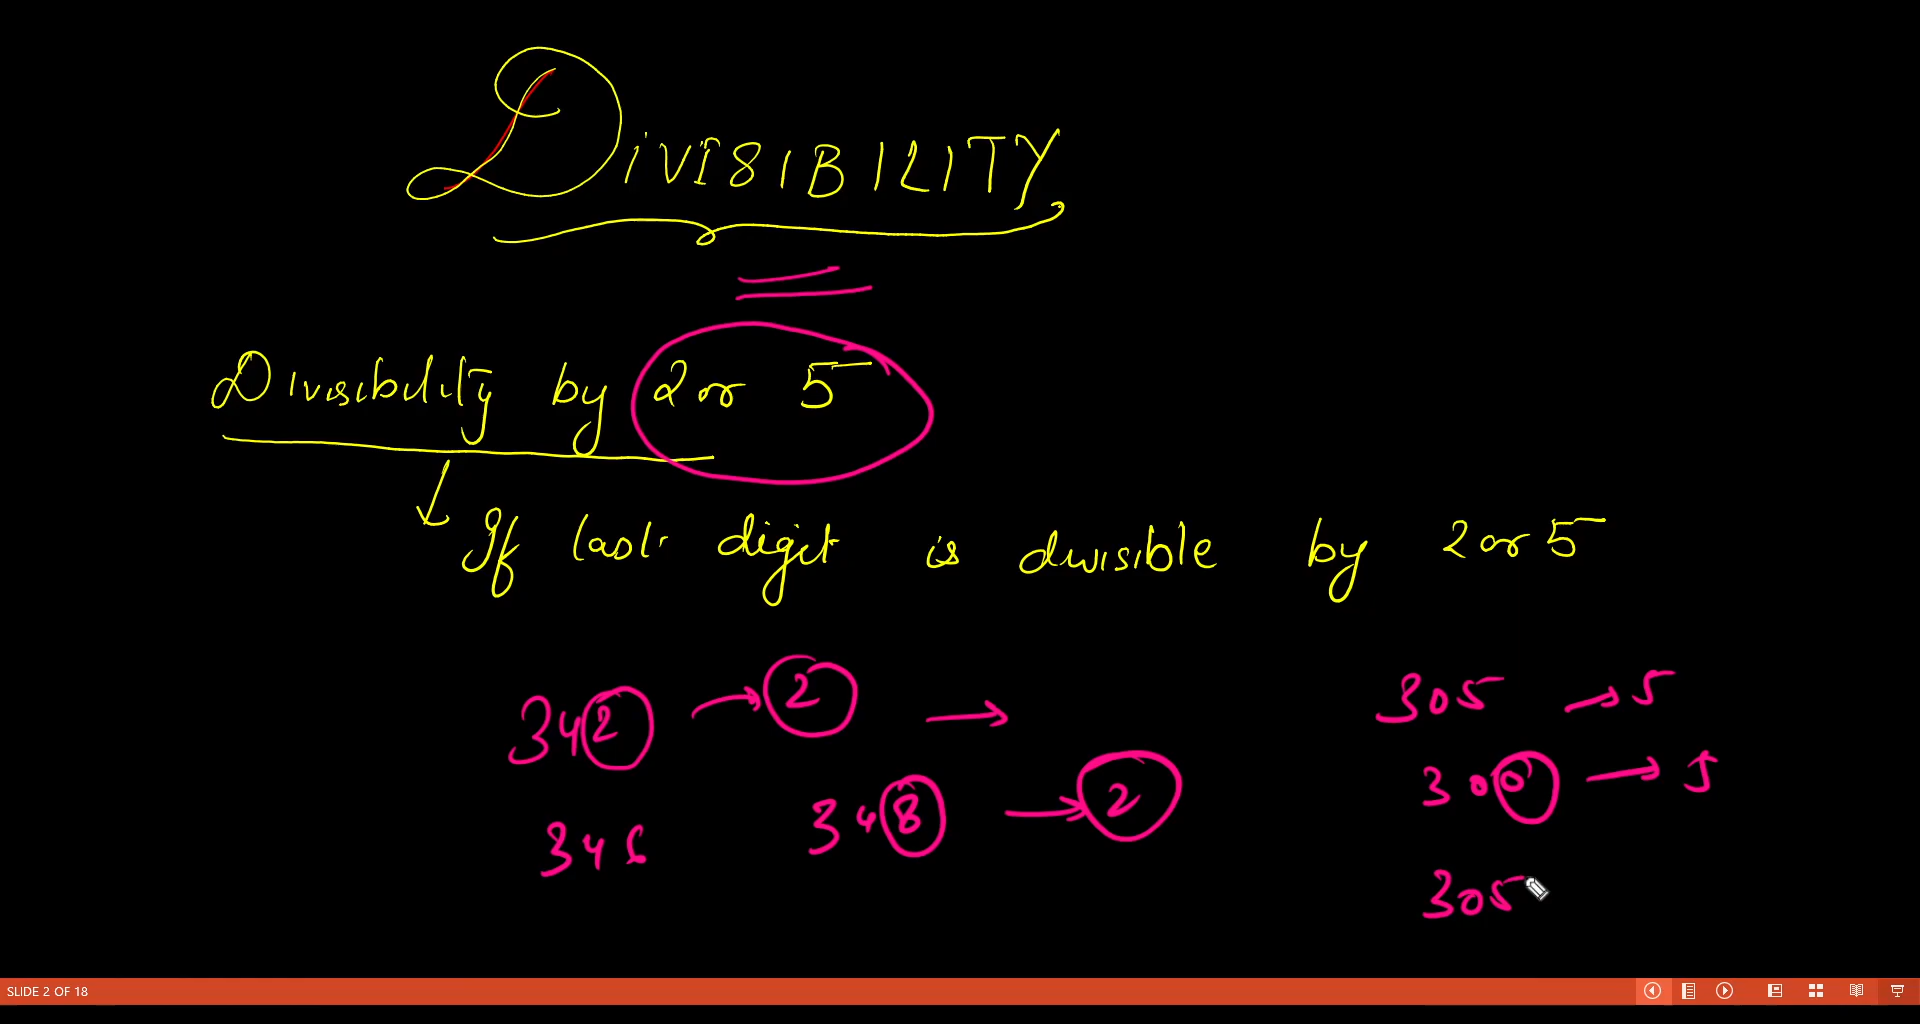 DIVISIBILITY
Divisibility by 2 or 5
If last digit is divisible by 2 or 5
342 → 2 →
305 → 5
300 → 5
346 348 → 2
305
SLIDE 2 OF 18